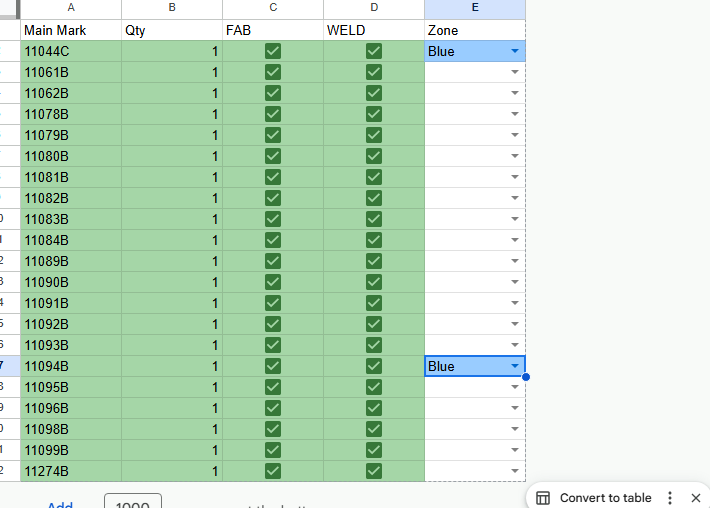 A B C D E
Main Mark Qty FAB WELD Zone
11044C 1 Blue
11061B 1
11062B 1
11078B 1
11079B 1
11080B 1
11081B 1
11082B 1
11083B 1
11084B 1
11089B 1
11090B 1
11091B 1
11092B 1
11093B 1
11094B 1 Blue
11095B 1
11096B 1
11098B 1
11099B 1
11274B 1
Add 1000
Convert to table